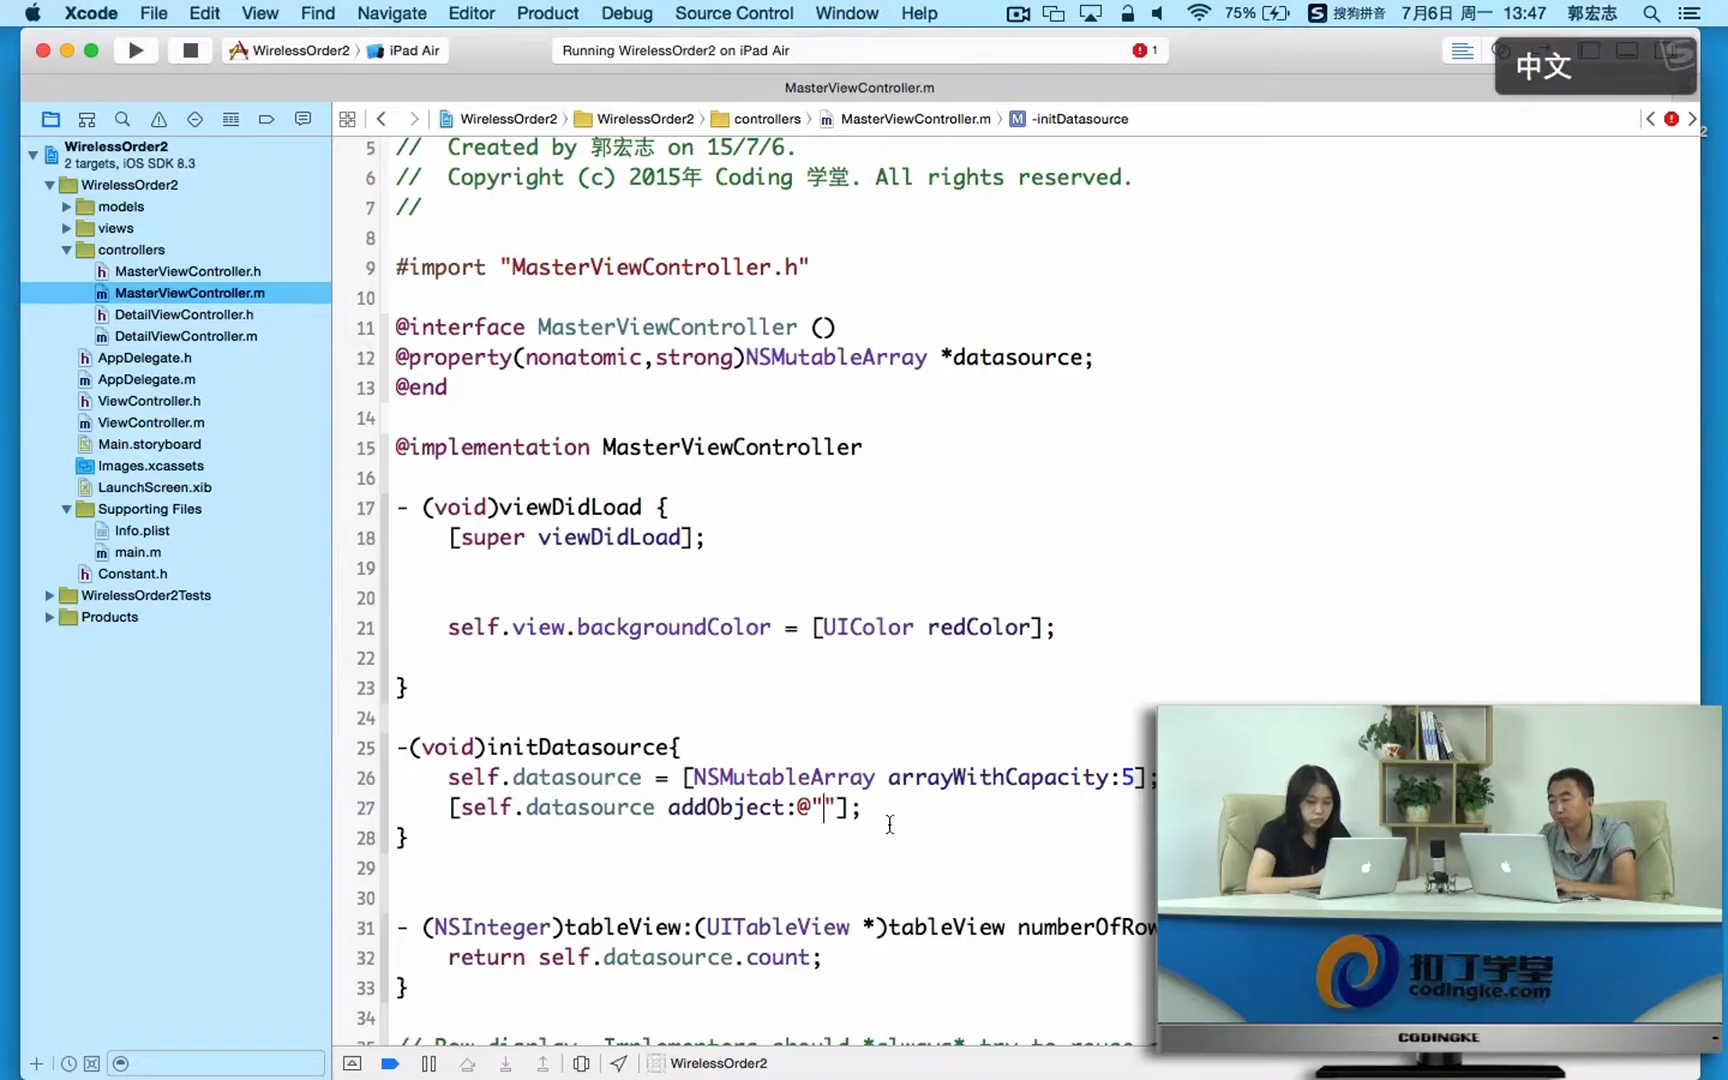 Xcode File Edit View Find Navigate Editor Product Debug Source Control Window Help 75% 搜狗拼音 7月6日 周一 13:47 郭宏志
WirelessOrder2 iPad Air
Running WirelessOrder2 on iPad Air
1
中文
MasterViewController.m
WirelessOrder2 WirelessOrder2 controllers MasterViewController.m M -initDatasource
WirelessOrder2
2 targets, iOS SDK 8.3
WirelessOrder2
models
views
controllers
h MasterViewController.h
m MasterViewController.m
h DetailViewController.h
m DetailViewController.m
h AppDelegate.h
m AppDelegate.m
h ViewController.h
m ViewController.m
Main.storyboard
Images.xcassets
LaunchScreen.xib
Supporting Files
Info.plist
m main.m
h Constant.h
WirelessOrder2Tests
Products
5 // Created by 郭宏志 on 15/7/6.
6 // Copyright (c) 2015年 Coding 学堂. All rights reserved.
7 //
8
9 #import "MasterViewController.h"
10
11 @interface MasterViewController ()
12 @property(nonatomic,strong)NSMutableArray *datasource;
13 @end
14
15 @implementation MasterViewController
16
17 - (void)viewDidLoad {
18 [super viewDidLoad];
19
20
21 self.view.backgroundColor = [UIColor redColor];
22
23 }
24
25 -(void)initDatasource{
26 self.datasource = [NSMutableArray arrayWithCapacity:5];
27 [self.datasource addObject:@""];
28 }
29
30
31 - (NSInteger)tableView:(UITableView *)tableView numberOfRow
32 return self.datasource.count;
33 }
34
// Row display. Implementers should *always* try to reuse
WirelessOrder2
扣丁学堂
codingke.com
CODINGKE